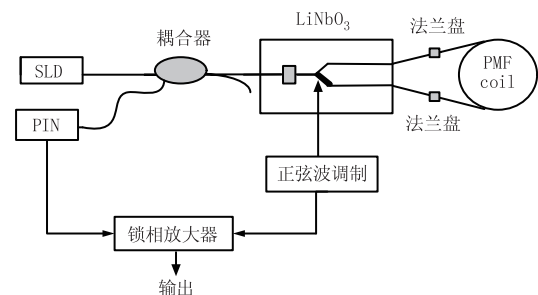 LiNbO3
法兰盘
耦合器
SLD
PMF
coil
PIN
法兰盘
正弦波调制
锁相放大器
输出